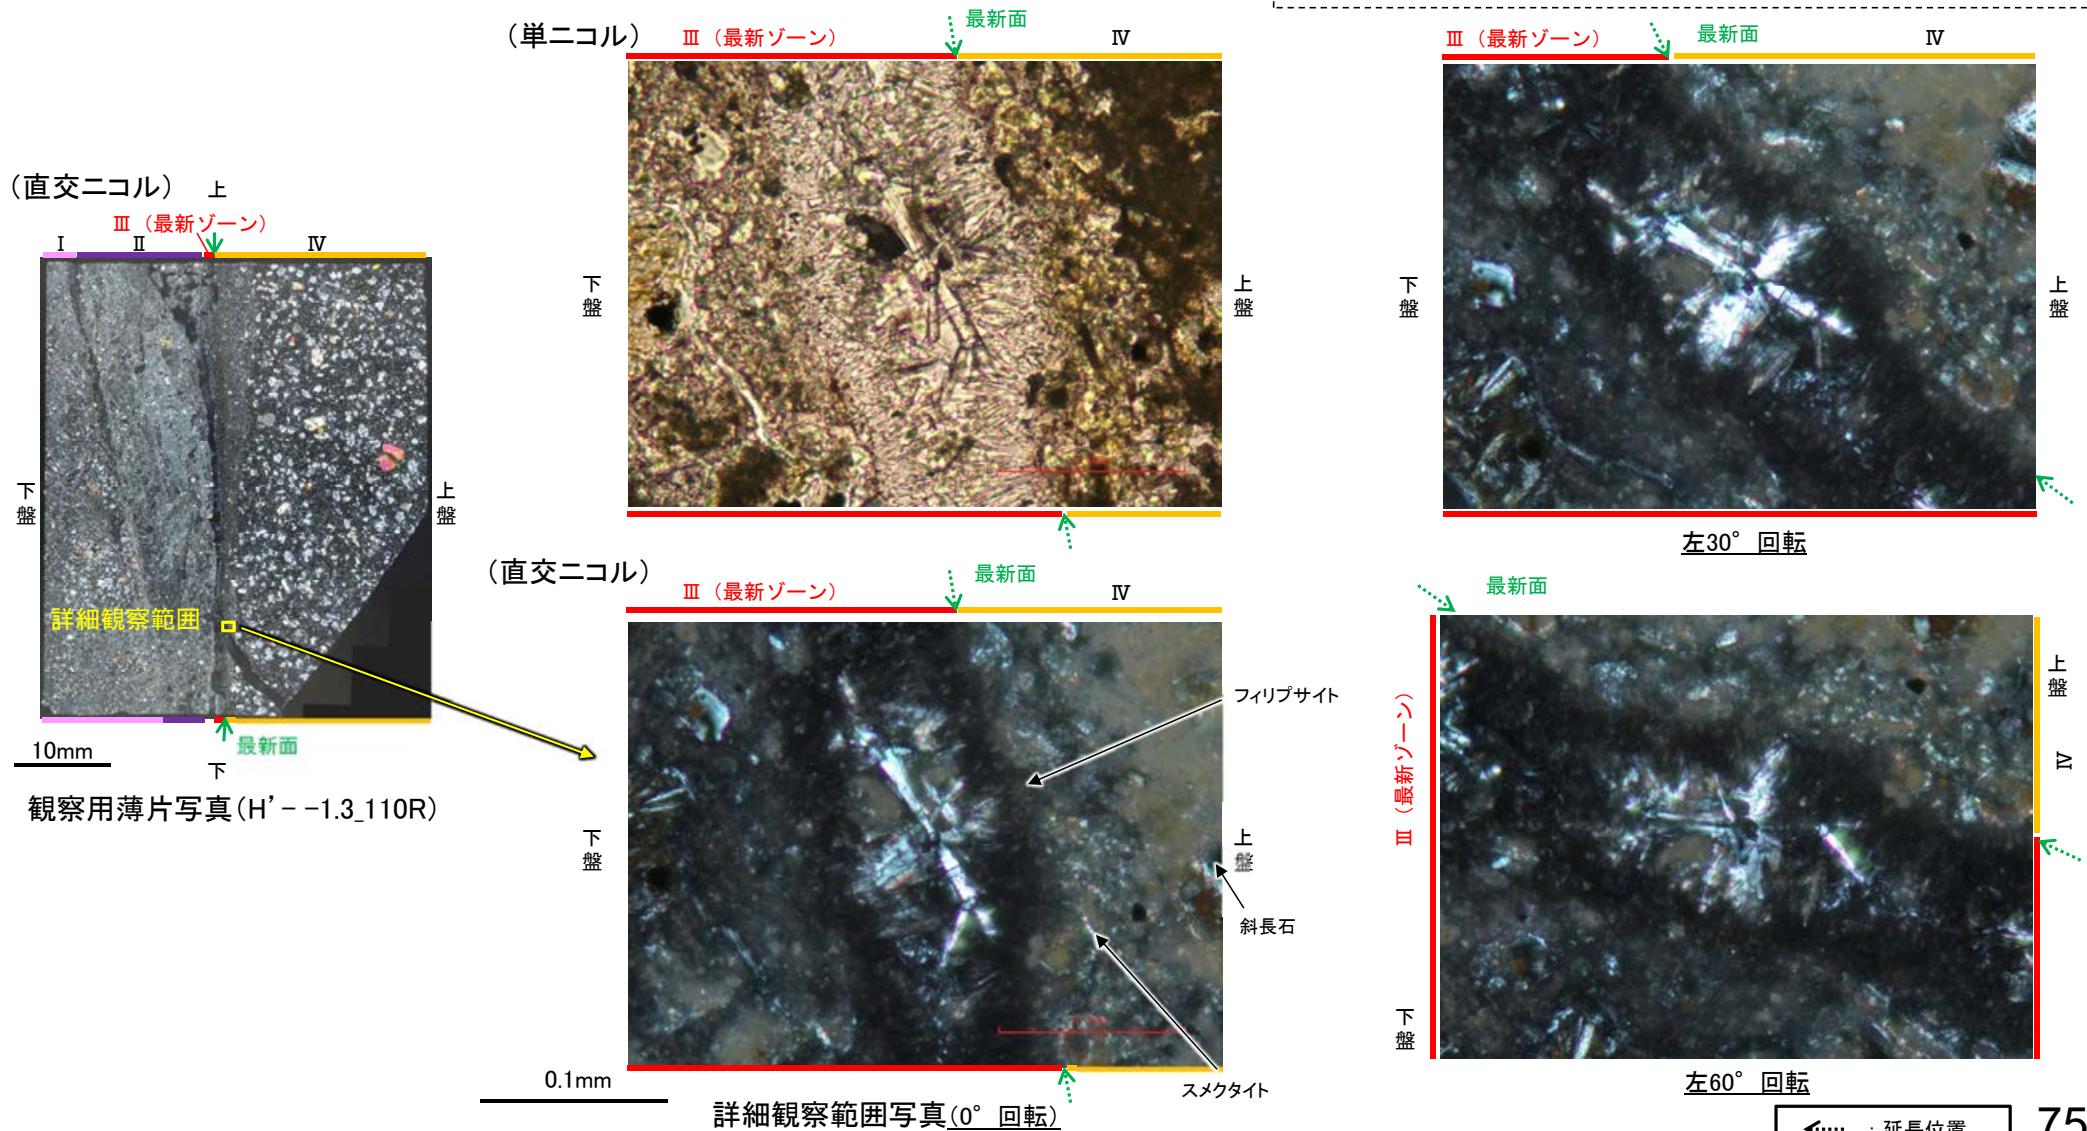 (単ニコル)
Ⅲ(最新ゾーン)
最新面
Ⅳ
下盤
上盤
Ⅲ(最新ゾーン)
最新面
Ⅳ
下盤
上盤
左30°回転
(直交ニコル)
上
Ⅲ(最新ゾーン)
Ⅰ
Ⅱ
Ⅳ
下盤
上盤
詳細観察範囲
最新面
10mm
下
観察用薄片写真(H’--1.3_110R)
(直交ニコル)
Ⅲ(最新ゾーン)
最新面
Ⅳ
下盤
上盤
フィリプサイト
斜長石
スメクタイト
0.1mm
詳細観察範囲写真(0°回転)
最新面
Ⅲ(最新ゾーン)
下盤
上盤
Ⅳ
左60°回転
:延長位置
75